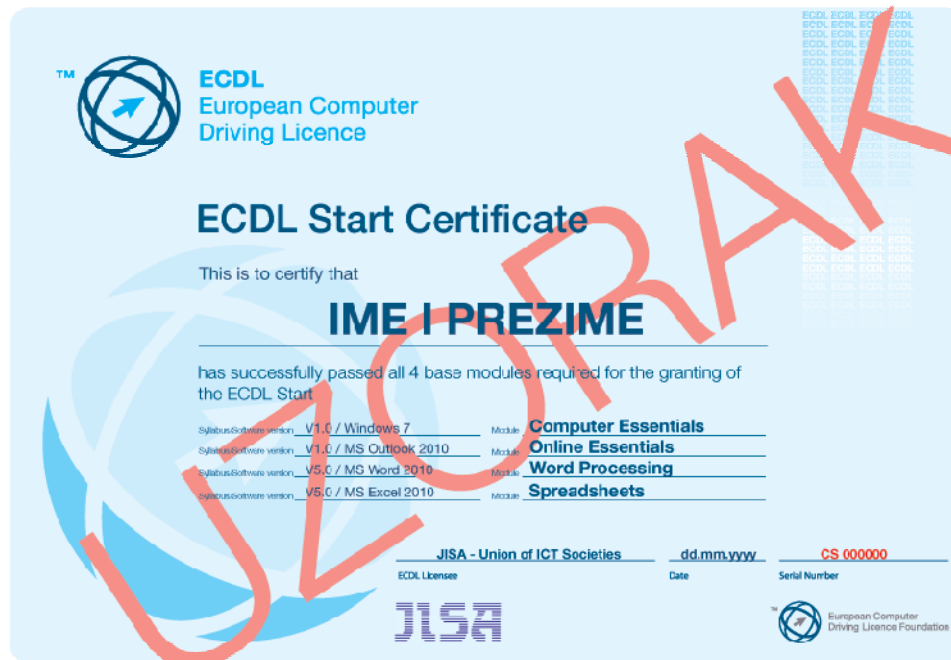 TM
ECDL
European Computer
Driving Licence
ECDL Start Certificate
This is to certify that
IME I PREZIME
has successfully passed all 4 base modules required for the granting of
the ECDL Start
Syllabus/Software version V1.0 / Windows 7 Module Computer Essentials
Syllabus/Software version V1.0 / MS Outlook 2010 Module Online Essentials
Syllabus/Software version V5.0 / MS Word 2010 Module Word Processing
Syllabus/Software version V5.0 / MS Excel 2010 Module Spreadsheets
UZORAK
JISA - Union of ICT Societies dd.mm.yyyy CS 000000
ECDL Licensee Date Serial Number
JISA
TM
European Computer
Driving Licence Foundation